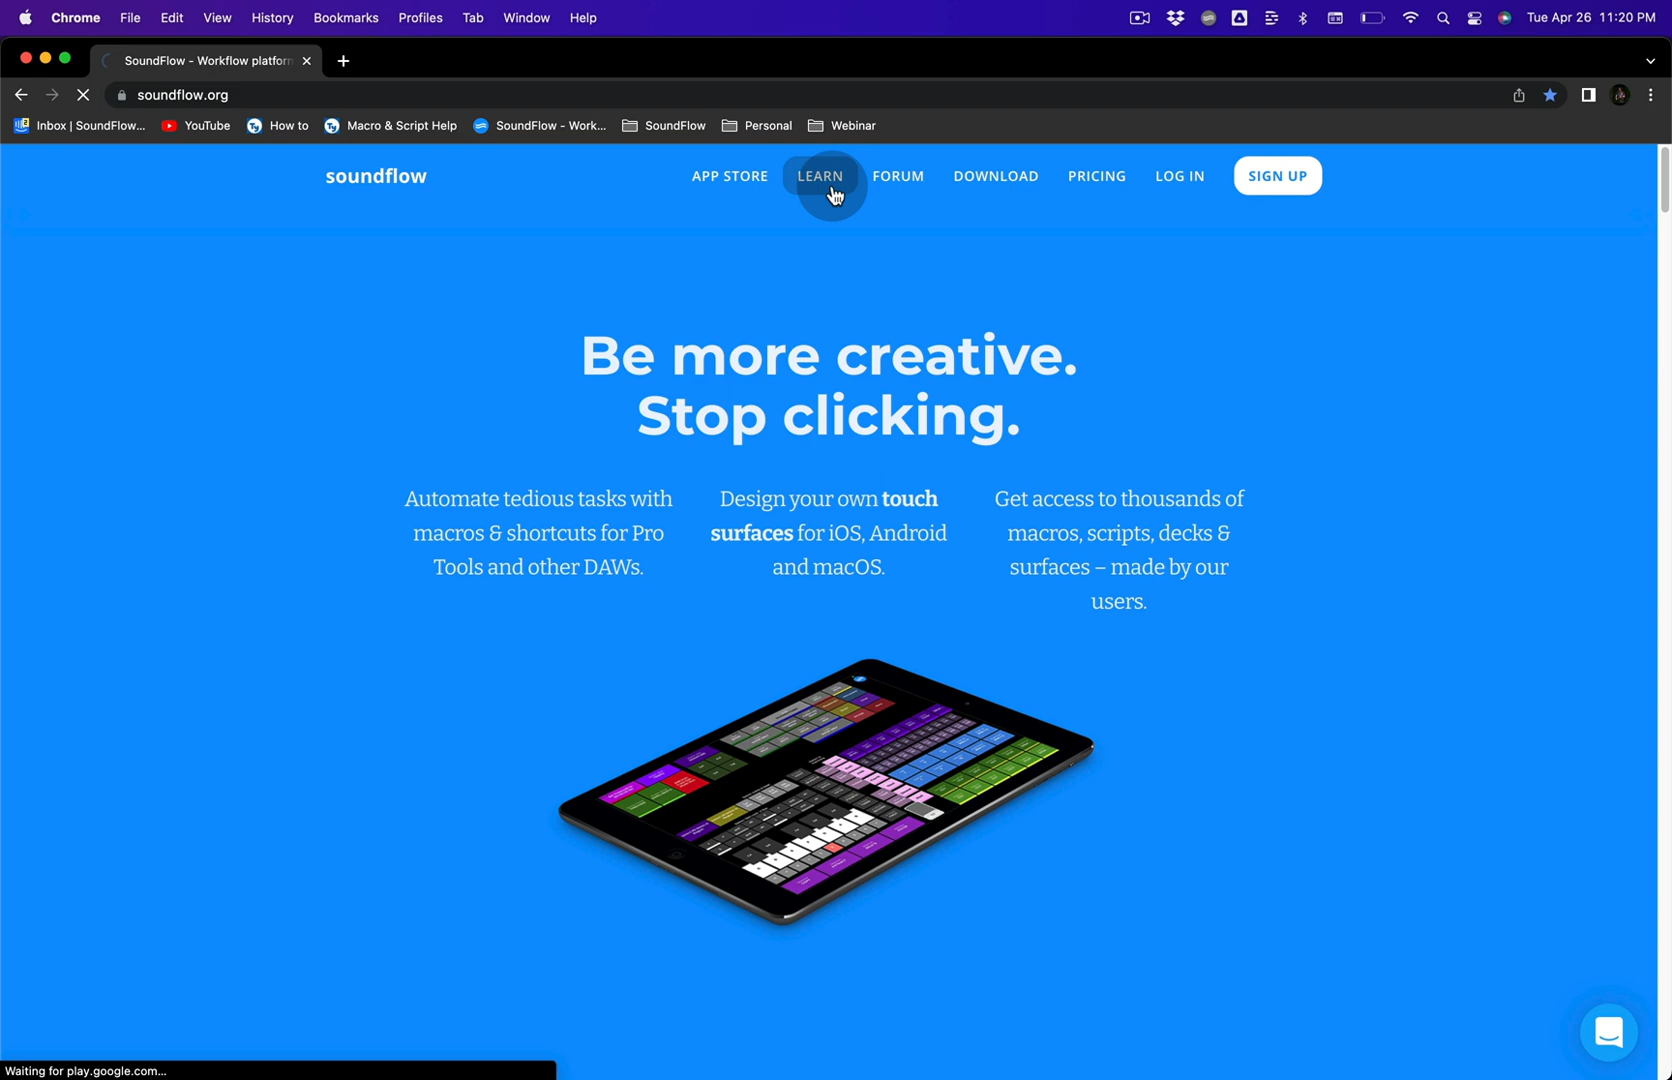 Chrome File Edit View History Bookmarks Profiles Tab Window Help Tue Apr 26 11:20 PM
SoundFlow - Workflow platform
soundflow.org
Inbox | SoundFlow... YouTube How to Macro & Script Help SoundFlow - Work... SoundFlow Personal Webinar
soundflow APP STORE LEARN FORUM DOWNLOAD PRICING LOG IN SIGN UP
Be more creative.
Stop clicking.
Automate tedious tasks with
macros & shortcuts for Pro
Tools and other DAWs.
Design your own touch
surfaces for iOS, Android
and macOS.
Get access to thousands of
macros, scripts, decks &
surfaces – made by our
users.
Waiting for play.google.com...